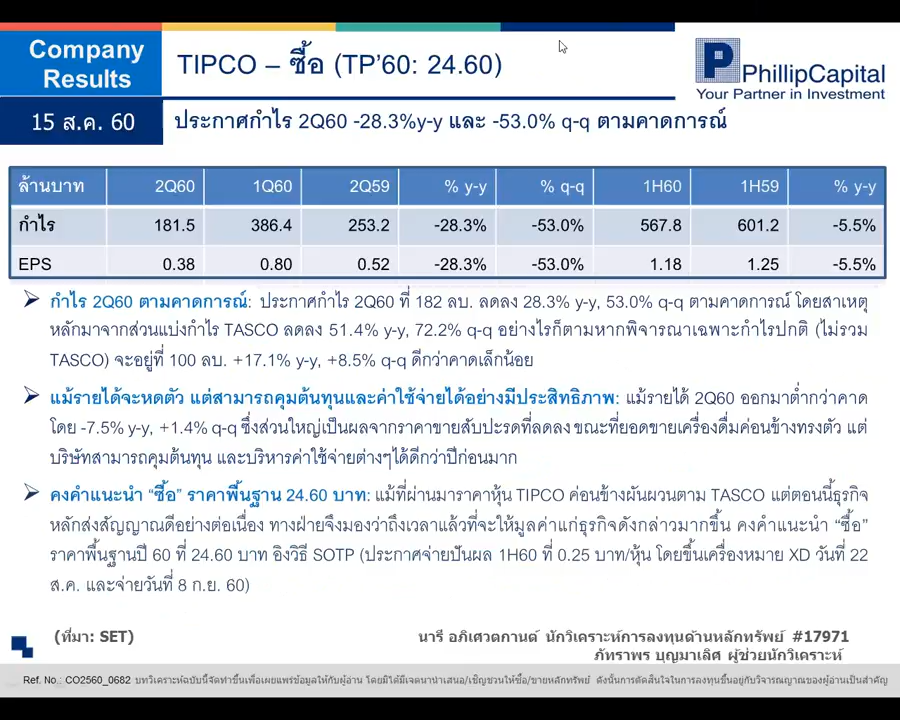 Company
Results
TIPCO – ซื้อ (TP'60: 24.60)
PhillipCapital
Your Partner in Investment
15 ส.ค. 60
ประกาศกำไร 2Q60 -28.3%y-y และ -53.0% q-q ตามคาดการณ์
ล้านบาท 2Q60 1Q60 2Q59 % y-y % q-q 1H60 1H59 % y-y
กำไร 181.5 386.4 253.2 -28.3% -53.0% 567.8 601.2 -5.5%
EPS 0.38 0.80 0.52 -28.3% -53.0% 1.18 1.25 -5.5%
กำไร 2Q60 ตามคาดการณ์: ประกาศกำไร 2Q60 ที่ 182 ลบ. ลดลง 28.3% y-y, 53.0% q-q ตามคาดการณ์ โดยสาเหตุ
หลักมาจากส่วนแบ่งกำไร TASCO ลดลง 51.4% y-y, 72.2% q-q อย่างไรก็ตามหากพิจารณาเฉพาะกำไรปกติ (ไม่รวม
TASCO) จะอยู่ที่ 100 ลบ. +17.1% y-y, +8.5% q-q ดีกว่าคาดเล็กน้อย
แม้รายได้จะหดตัว แต่สามารถคุมต้นทุนและค่าใช้จ่ายได้อย่างมีประสิทธิภาพ: แม้รายได้ 2Q60 ออกมาต่ำกว่าคาด
โดย -7.5% y-y, +1.4% q-q ซึ่งส่วนใหญ่เป็นผลจากราคาขายสับปะรดที่ลดลง ขณะที่ยอดขายเครื่องดื่มค่อนข้างทรงตัว แต่
บริษัทสามารถคุมต้นทุน และบริหารค่าใช้จ่ายต่างๆได้ดีกว่าปีก่อนมาก
คงคำแนะนำ “ซื้อ” ราคาพื้นฐาน 24.60 บาท: แม้ที่ผ่านมาราคาหุ้น TIPCO ค่อนข้างผันผวนตาม TASCO แต่ตอนนี้ธุรกิจ
หลักส่งสัญญาณดีอย่างต่อเนื่อง ทางฝ่ายจึงมองว่าถึงเวลาแล้วที่จะให้มูลค่าแก่ธุรกิจดังกล่าวมากขึ้น คงคำแนะนำ “ซื้อ”
ราคาพื้นฐานปี 60 ที่ 24.60 บาท อิงวิธี SOTP (ประกาศจ่ายปันผล 1H60 ที่ 0.25 บาท/หุ้น โดยขึ้นเครื่องหมาย XD วันที่ 22
ส.ค. และจ่ายวันที่ 8 ก.ย. 60)
(ที่มา: SET)
นารี อภิเศวตกานต์ นักวิเคราะห์การลงทุนด้านหลักทรัพย์ #17971
ภัทราพร บุญมาเลิศ ผู้ช่วยนักวิเคราะห์
Ref. No.: CO2560_0682 บทวิเคราะห์ฉบับนี้จัดทำขึ้นเพื่อเผยแพร่ข้อมูลให้กับผู้อ่าน โดยมิได้มีเจตนานำเสนอ/เชิญชวนให้ซื้อ/ขายหลักทรัพย์ ดังนั้นการตัดสินใจในการลงทุนขึ้นอยู่กับวิจารณญาณของผู้อ่านเป็นสำคัญ